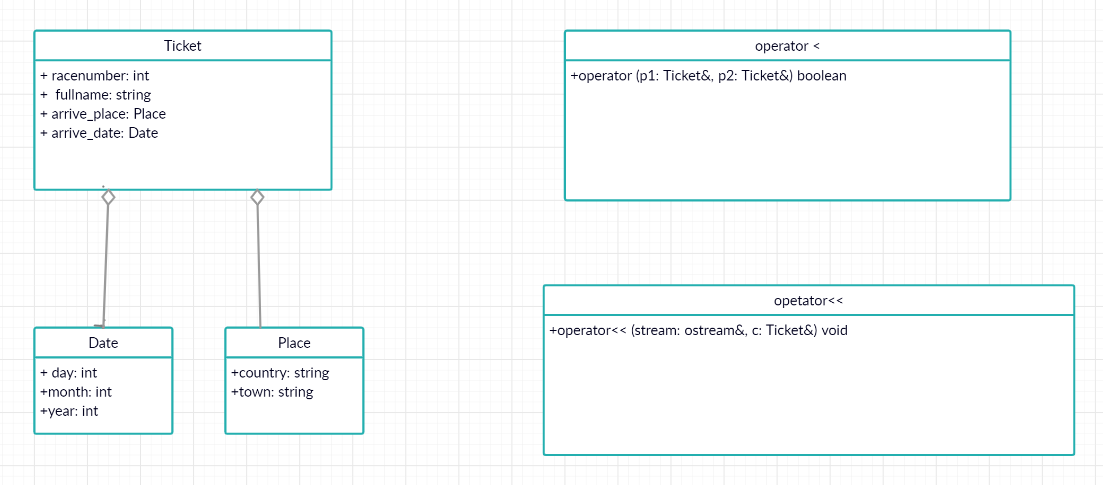 Ticket
+ racenumber: int
+  fullname: string
+ arrive_place: Place
+ arrive_date: Date
operator <
+operator (p1: Ticket&, p2: Ticket&) boolean
opetator<<
+operator<< (stream: ostream&, c: Ticket&) void
Date
+ day: int
+month: int
+year: int
Place
+country: string
+town: string